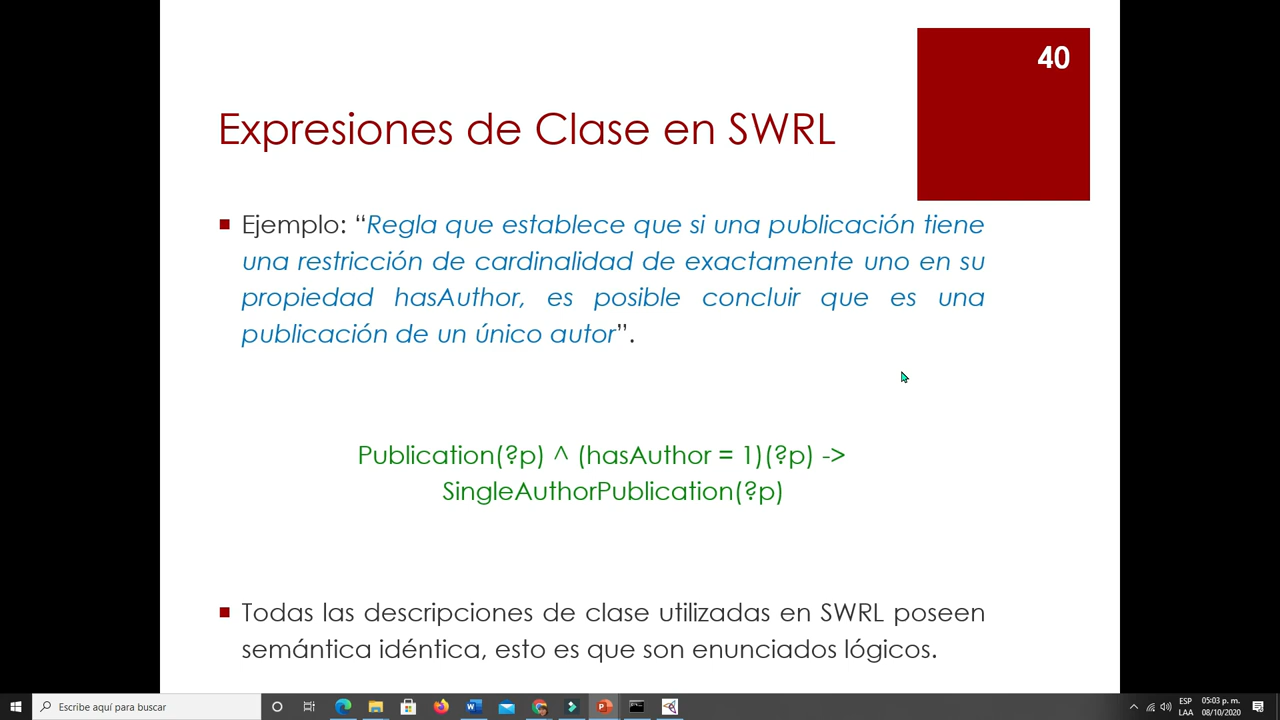 40
Expresiones de Clase en SWRL
Ejemplo: “Regla que establece que si una publicación tiene
una restricción de cardinalidad de exactamente uno en su
propiedad hasAuthor, es posible concluir que es una
publicación de un único autor”.
Publication(?p) ^ (hasAuthor = 1)(?p) ->
SingleAuthorPublication(?p)
Todas las descripciones de clase utilizadas en SWRL poseen
semántica idéntica, esto es que son enunciados lógicos.
Escribe aquí para buscar
ESP
LAA
05:03 p. m.
08/10/2020